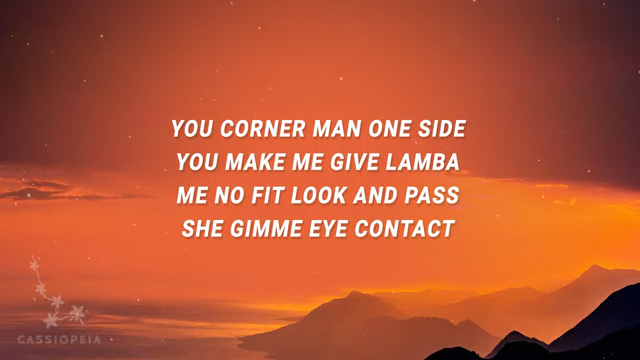 YOU CORNER MAN ONE SIDE
YOU MAKE ME GIVE LAMBA
ME NO FIT LOOK AND PASS
SHE GIMME EYE CONTACT
CASSIOPEIA